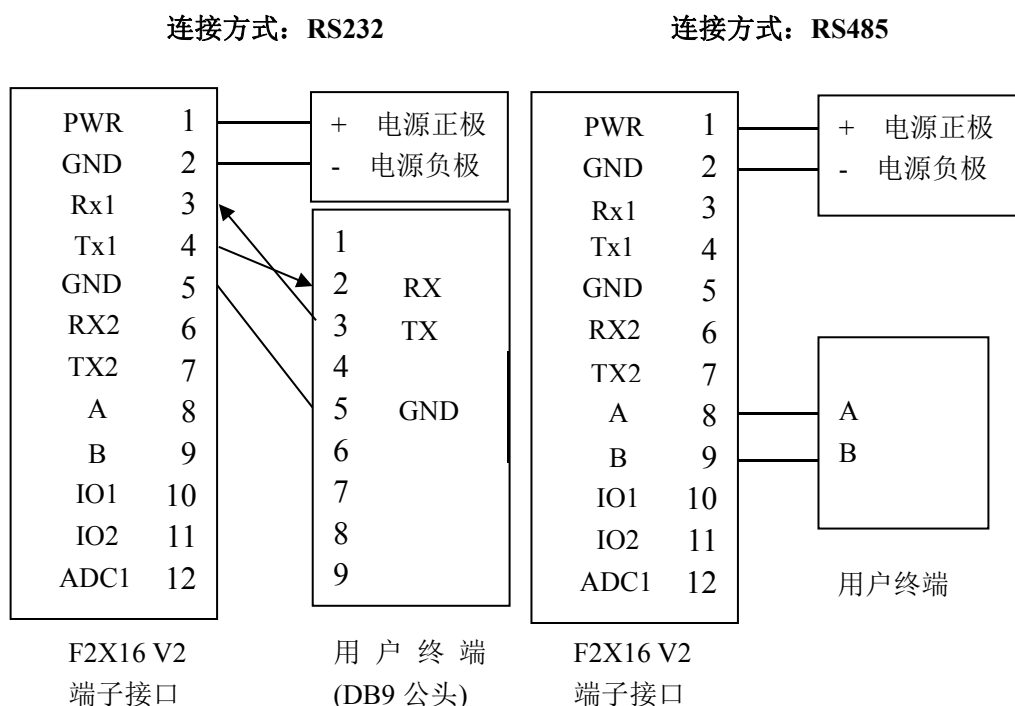 连接方式：RS232
PWR 1
GND 2
Rx1 3
Tx1 4
GND 5
RX2 6
TX2 7
A 8
B 9
IO1 10
IO2 11
ADC1 12
F2X16 V2
端子接口
+ 电源正极
- 电源负极
1
2 RX
3 TX
4
5 GND
6
7
8
9
用户终端
(DB9 公头)
连接方式：RS485
PWR 1
GND 2
Rx1 3
Tx1 4
GND 5
RX2 6
TX2 7
A 8
B 9
IO1 10
IO2 11
ADC1 12
F2X16 V2
端子接口
+ 电源正极
- 电源负极
A
B
用户终端